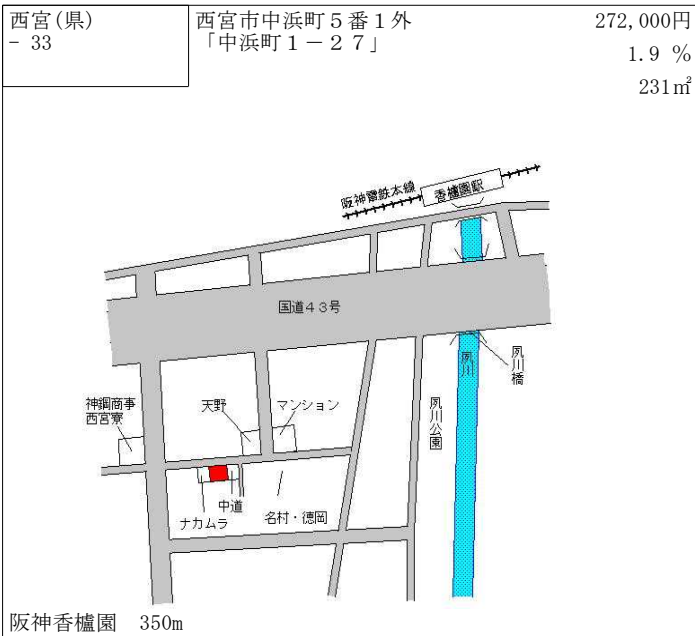 西宮(県)
- 33
西宮市中浜町５番１外
「中浜町１－２７」
272,000円
1.9 %
231㎡
阪神電鉄本線
香櫨園駅
国道４３号
夙川
夙川橋
夙川公園
神鋼商事
西宮寮
天野
マンション
ナカムラ
中道
名村・徳岡
阪神香櫨園　350m